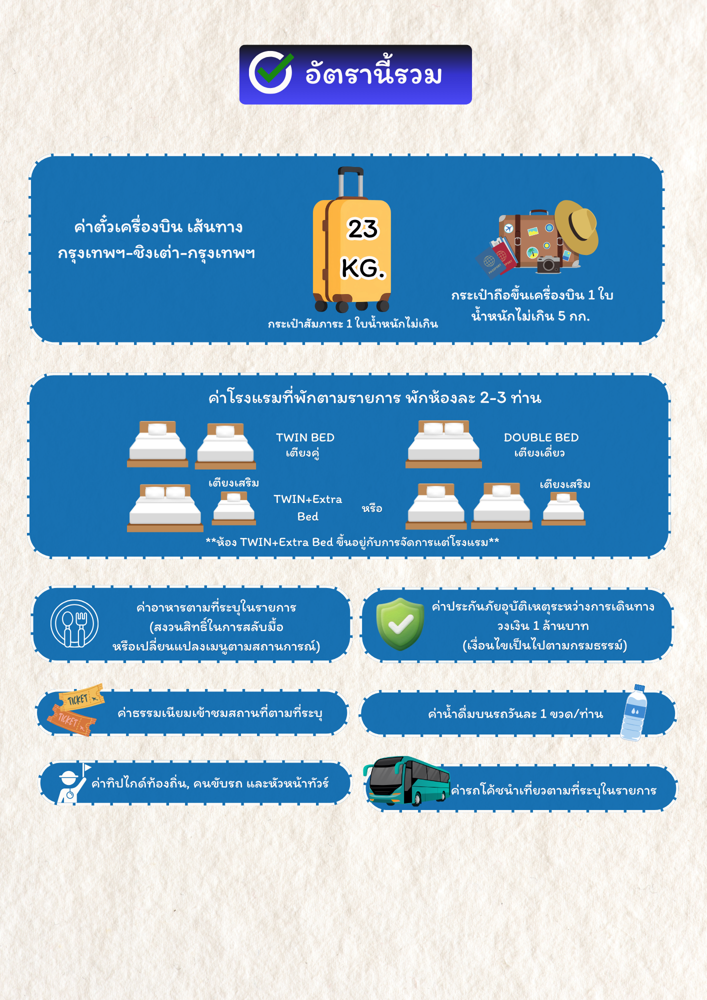 อัตรานี้รวม
ค่าตั๋วเครื่องบิน เส้นทาง
กรุงเทพฯ-ชิงเต่า-กรุงเทพฯ
23
KG.
กระเป๋าสัมภาระ 1 ใบน้ำหนักไม่เกิน
PASSPORT
กระเป๋าถือขึ้นเครื่องบิน 1 ใบ
น้ำหนักไม่เกิน 5 กก.
ค่าโรงแรมที่พักตามรายการ พักห้องละ 2-3 ท่าน
TWIN BED
เตียงคู่
DOUBLE BED
เตียงเดี่ยว
เตียงเสริม
TWIN+Extra
Bed
หรือ
เตียงเสริม
**ห้อง TWIN+Extra Bed ขึ้นอยู่กับการจัดการแต่โรงแรม**
ค่าอาหารตามที่ระบุในรายการ
(สงวนสิทธิ์ในการสลับมื้อ
หรือเปลี่ยนแปลงเมนูตามสถานการณ์)
ค่าประกันภัยอุบัติเหตุระหว่างการเดินทาง
วงเงิน 1 ล้านบาท
(เงื่อนไขเป็นไปตามกรมธรรม์)
TICKET
TICKET
ค่าธรรมเนียมเข้าชมสถานที่ตามที่ระบุ
ค่าน้ำดื่มบนรถวันละ 1 ขวด/ท่าน
ค่าทิปไกด์ท้องถิ่น, คนขับรถ และหัวหน้าทัวร์
ค่ารถโค้ชนำเที่ยวตามที่ระบุในรายการ